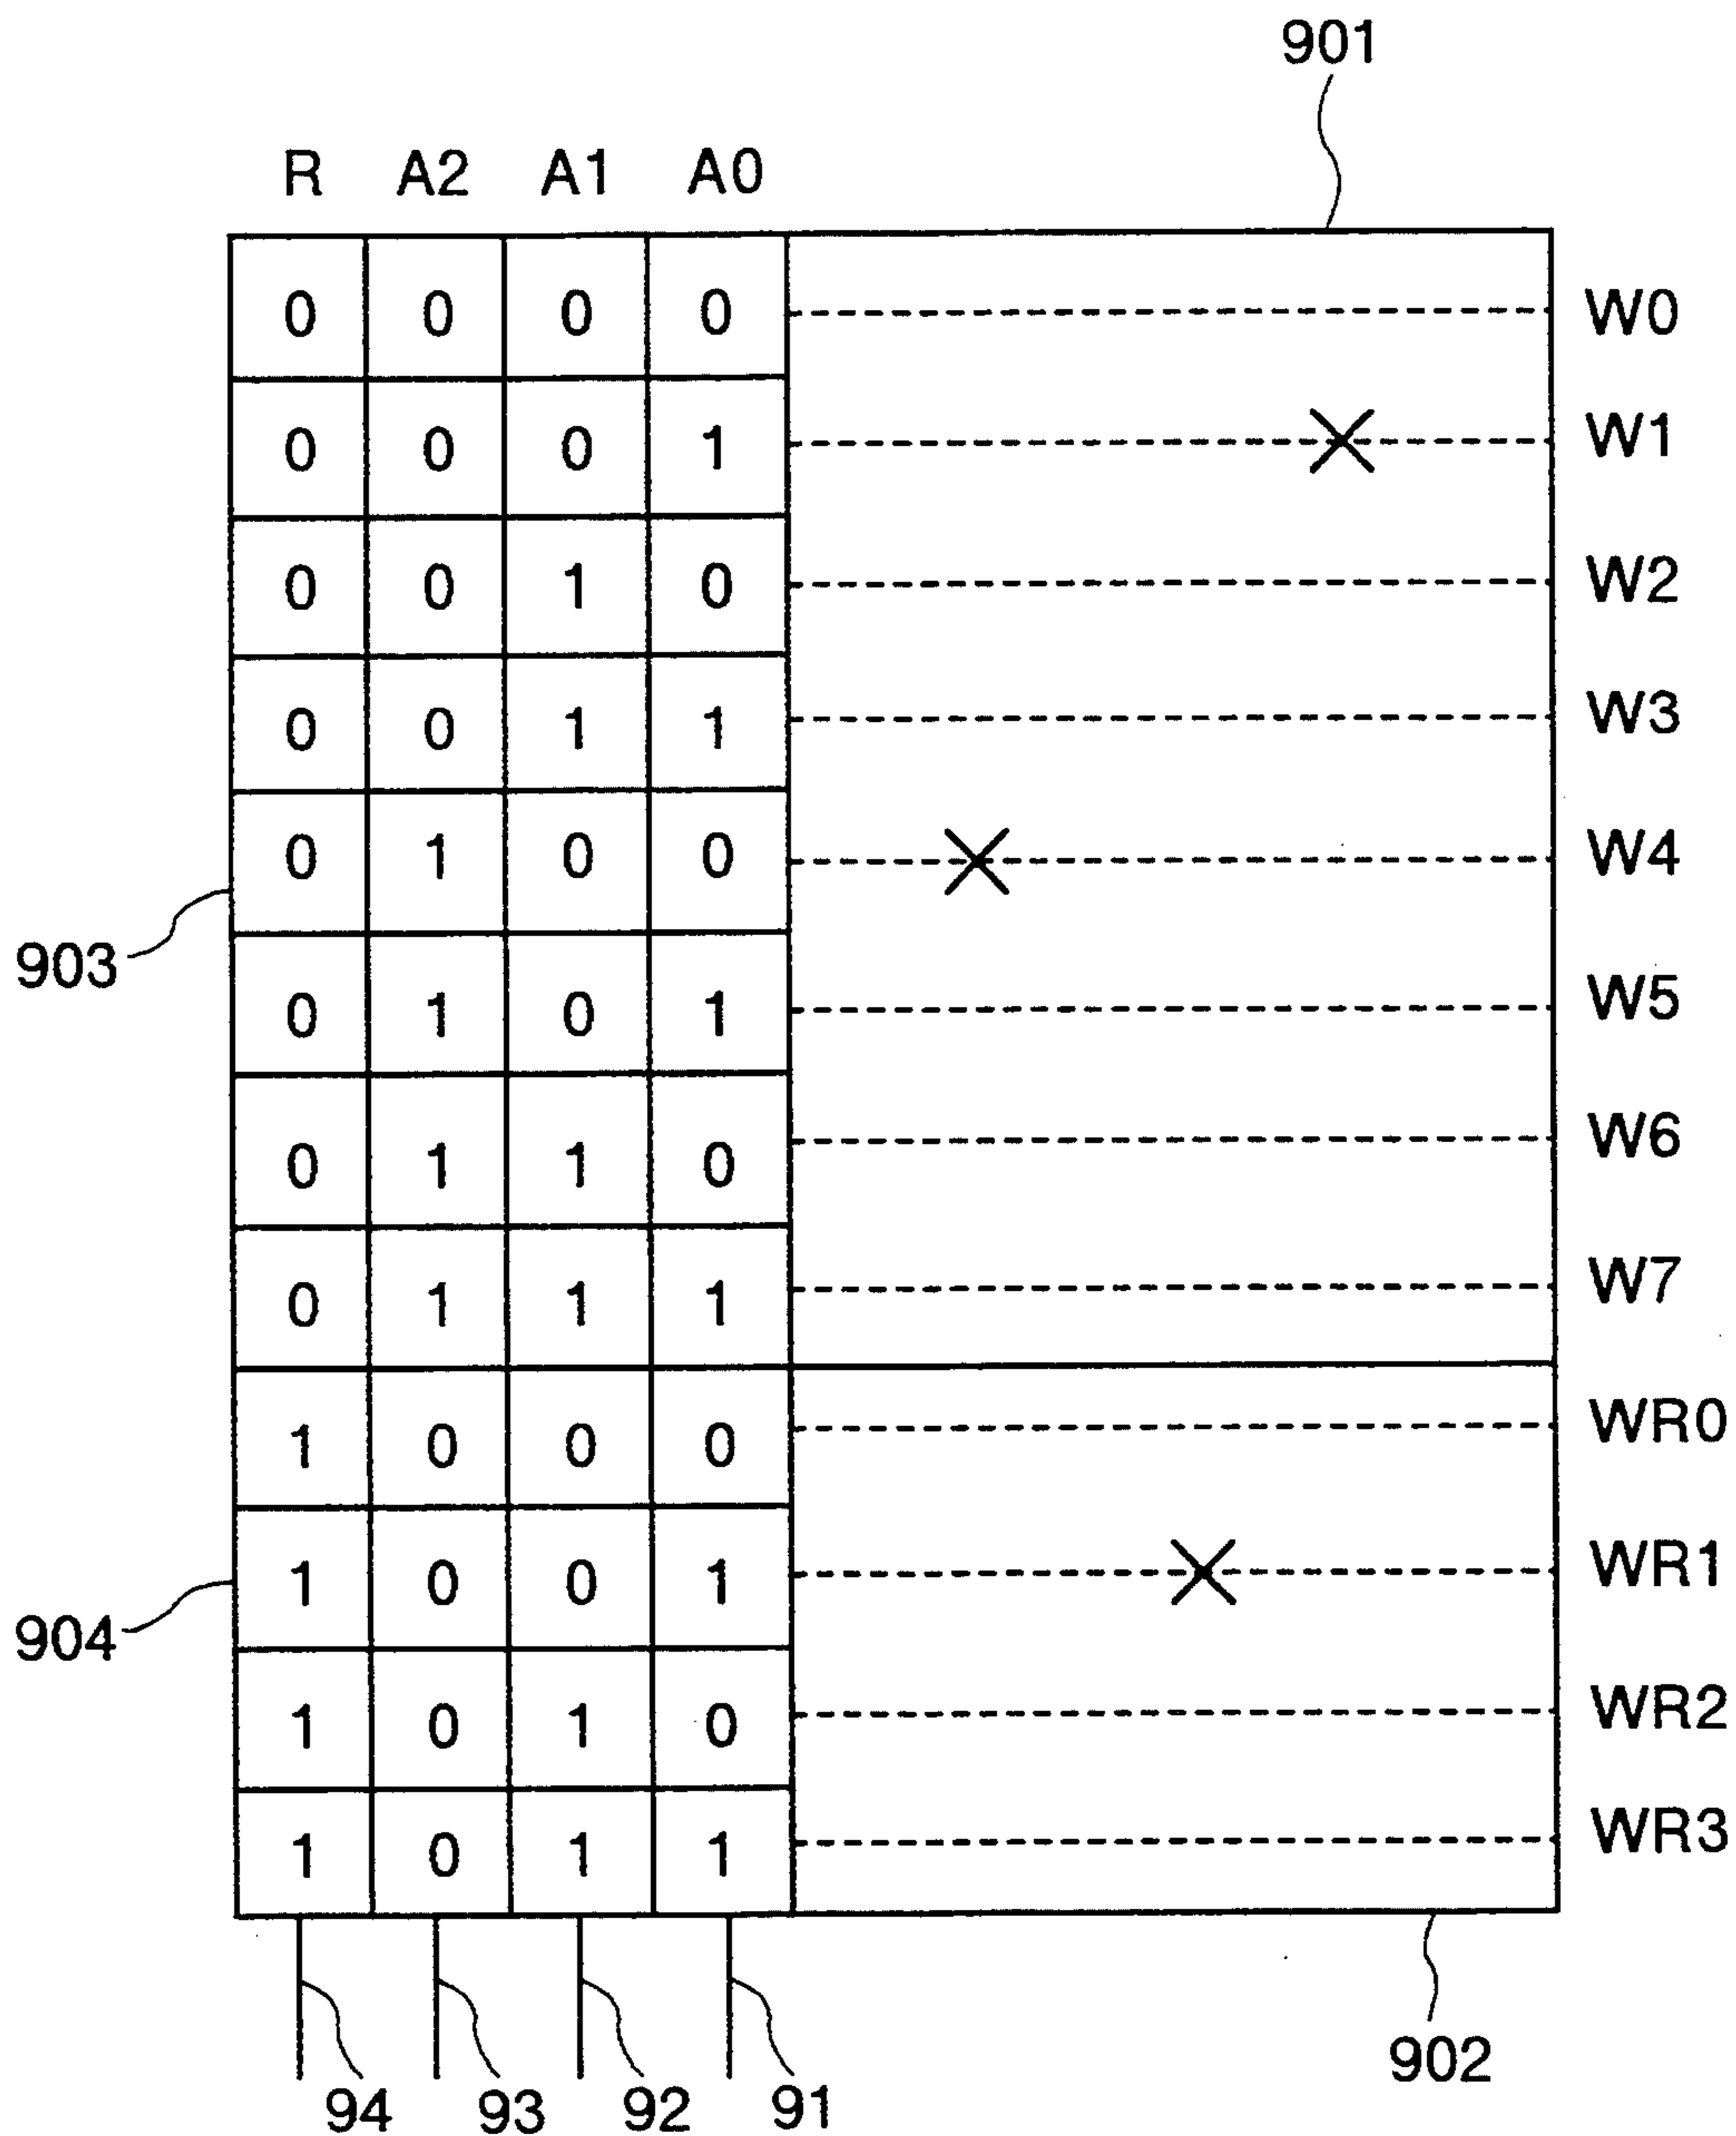 901
R A2 A1 A0
0 0 0 0 W0
0 0 0 1 W1
0 0 1 0 W2
0 0 1 1 W3
0 1 0 0 W4
903
0 1 0 1 W5
0 1 1 0 W6
0 1 1 1 W7
1 0 0 0 WR0
1 0 0 1 WR1
904
1 0 1 0 WR2
1 0 1 1 WR3
902
94 93 92 91